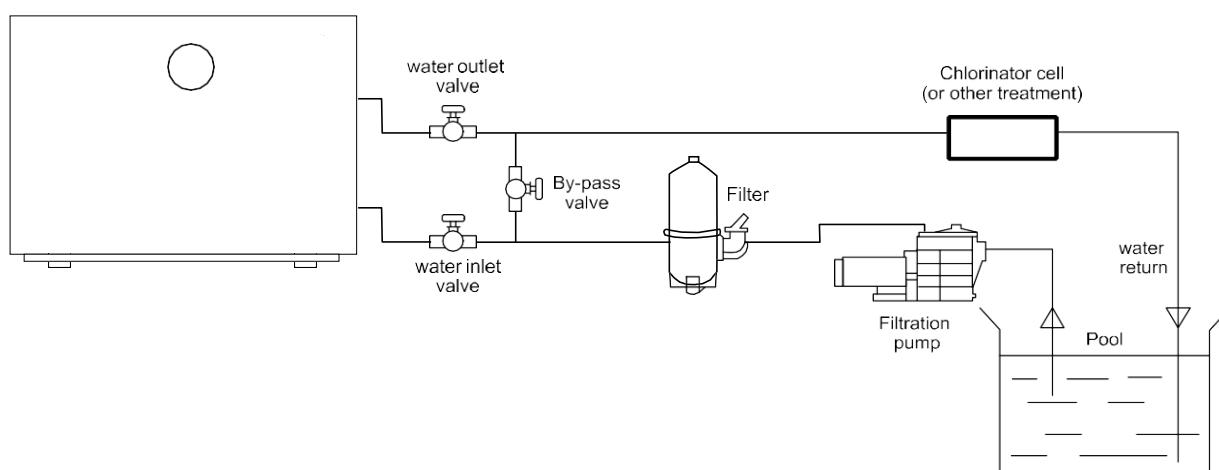 water outlet
valve
Chlorinator cell
(or other treatment)
By-pass
valve
Filter
water inlet
valve
water
return
Filtration
pump
Pool